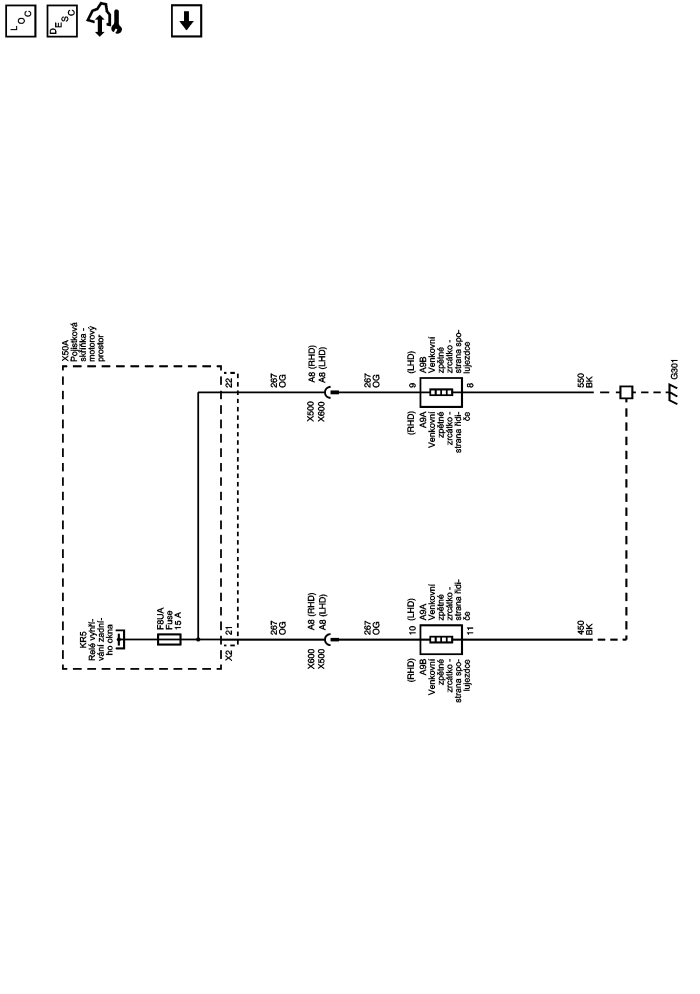 LOC
DESC
X50A
Pojistková
skříňka -
motorový
prostor
KR5
Relé vyhří-
vání zadní-
ho okna
F8UA
Fuse
15 A
22
21
X2
267
OG
A8 (RHD)
A8 (LHD)
X500
X600
267
OG
9
(LHD)
A9B
Venkovní
zpětné
zrcátko -
strana spo-
lujezdce
(RHD)
A9A
Venkovní
zpětné
zrcátko -
strana řidi-
če
8
550
BK
G301
267
OG
A8 (RHD)
A8 (LHD)
X600
X500
267
OG
10
(LHD)
A9A
Venkovní
zpětné
zrcátko -
strana řidi-
če
(RHD)
A9B
Venkovní
zpětné
zrcátko -
strana spo-
lujezdce
11
450
BK